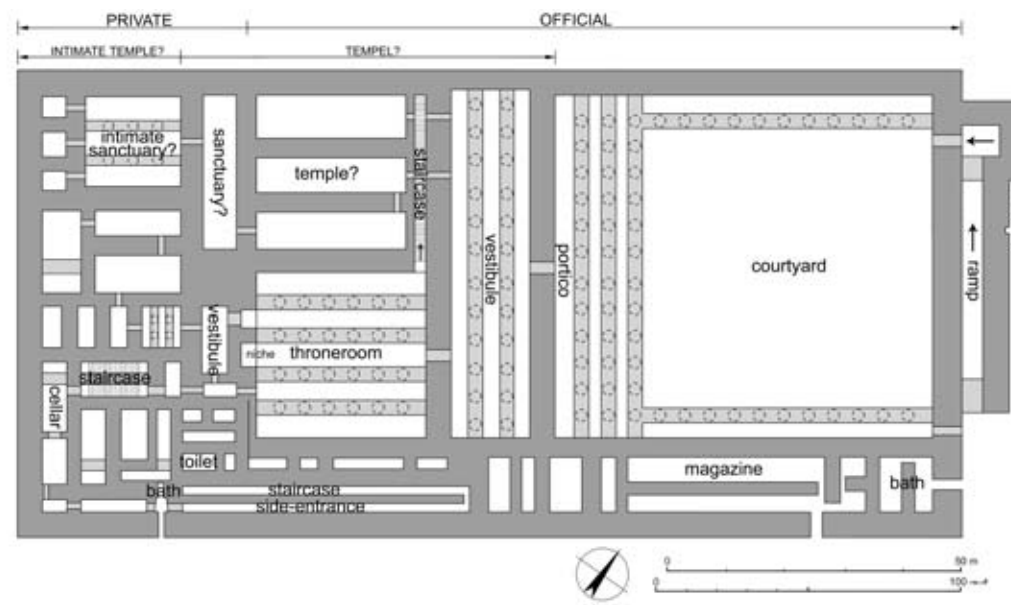 PRIVATE
OFFICIAL
INTIMATE TEMPLE?
TEMPEL?
intimate
sanctuary?
sanctuary?
temple?
staircase
vestibule
portico
courtyard
ramp
vestibule
niche
throneroom
staircase
cellar
toilet
bath
staircase
side-entrance
magazine
bath
0
50 m
0
100